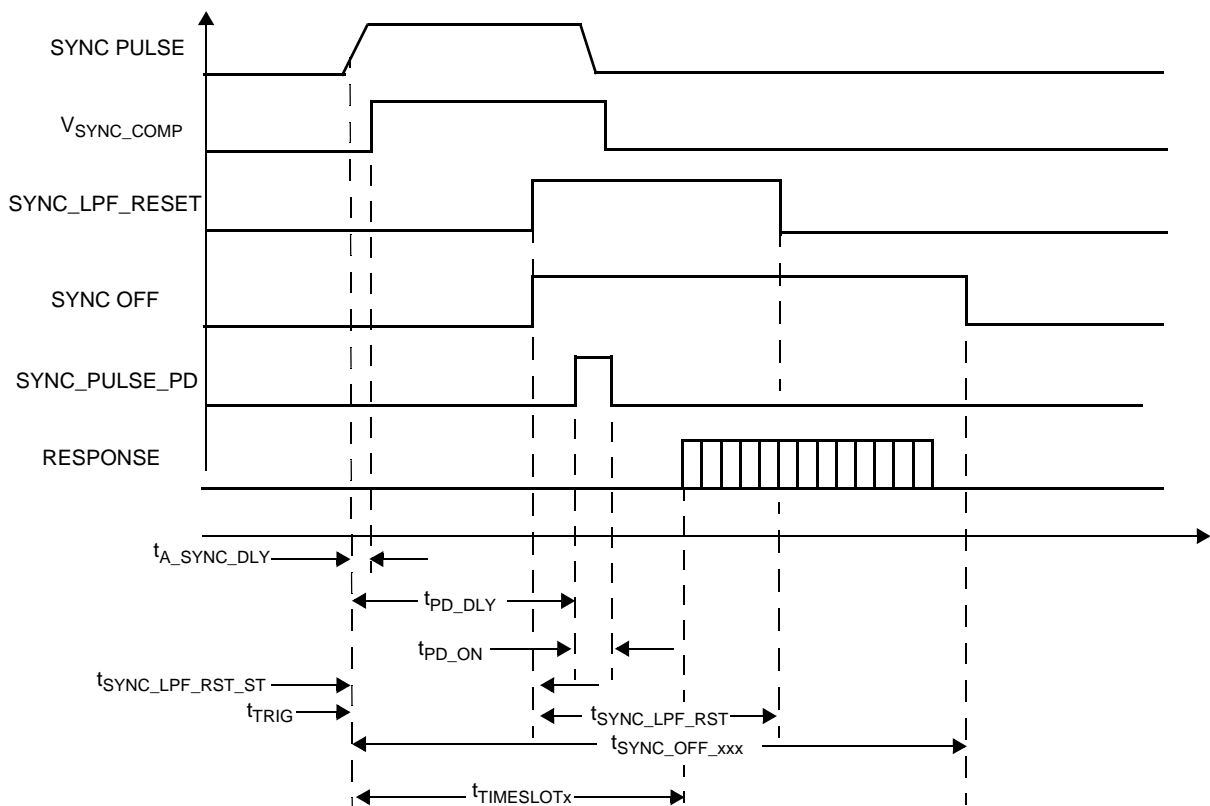 SYNC PULSE
VSYNC_COMP
SYNC_LPF_RESET
SYNC OFF
SYNC_PULSE_PD
RESPONSE
tA_SYNC_DLY
tPD_DLY
tPD_ON
tSYNC_LPF_RST_ST
tTRIG
tSYNC_LPF_RST
tSYNC_OFF_xxx
tTIMESLOTx